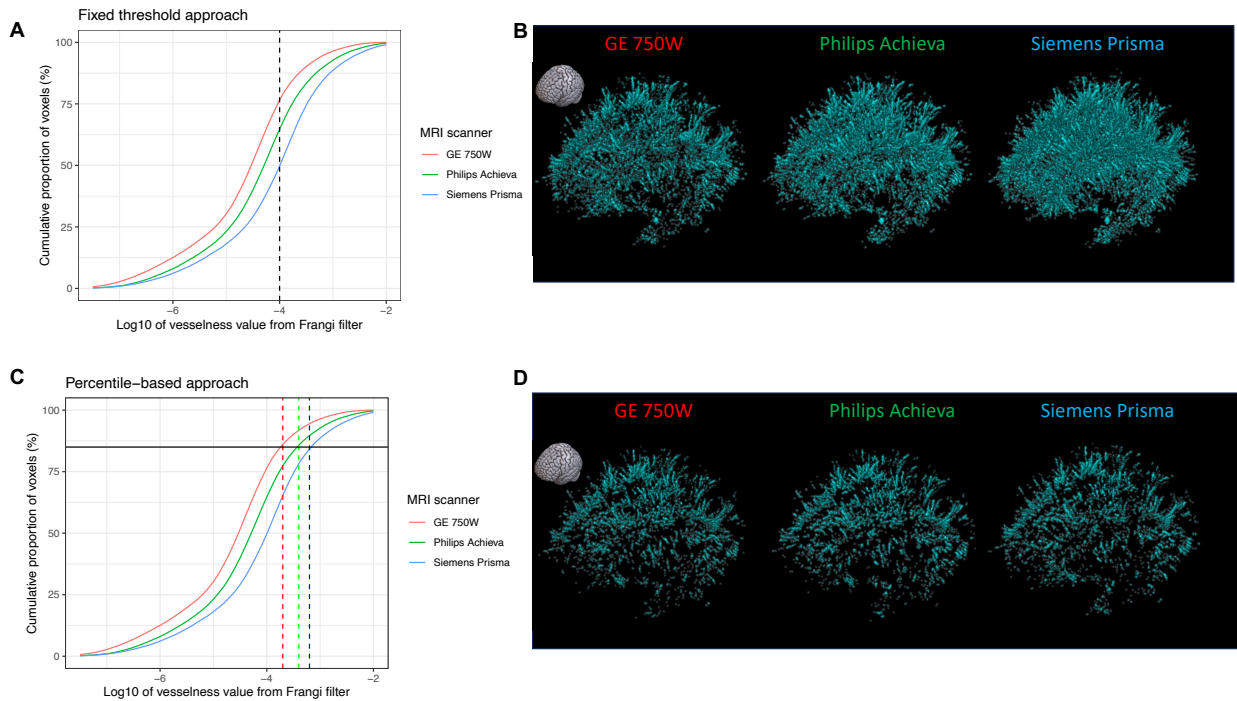 A
Fixed threshold approach
Cumulative proportion of voxels (%)
100
75
50
25
0
−6
−4
−2
Log10 of vesselness value from Frangi filter
MRI scanner
GE 750W
Philips Achieva
Siemens Prisma
B
GE 750W
Philips Achieva
Siemens Prisma
C
Percentile−based approach
Cumulative proportion of voxels (%)
100
75
50
25
0
−6
−4
−2
Log10 of vesselness value from Frangi filter
MRI scanner
GE 750W
Philips Achieva
Siemens Prisma
D
GE 750W
Philips Achieva
Siemens Prisma